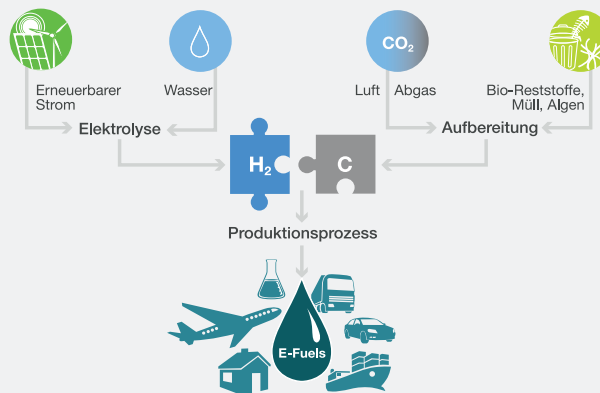 CO₂
Erneuerbarer
Strom
Wasser
Luft Abgas
Bio-Reststoffe,
Müll, Algen
Elektrolyse
Aufbereitung
H₂
C
Produktionsprozess
E-Fuels